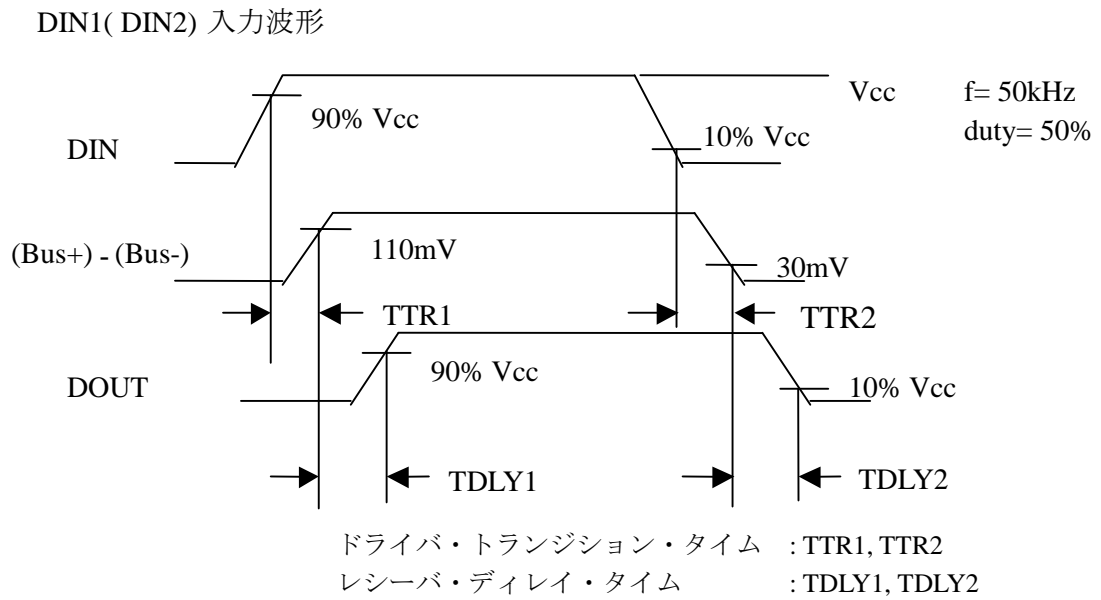 DIN1( DIN2) 入力波形
Vcc
f= 50kHz
90% Vcc
duty= 50%
10% Vcc
DIN
110mV
(Bus+) - (Bus-)
30mV
TTR1
TTR2
90% Vcc
DOUT
10% Vcc
TDLY1
TDLY2
ドライバ・トランジション・タイム : TTR1, TTR2
レシーバ・ディレイ・タイム : TDLY1, TDLY2